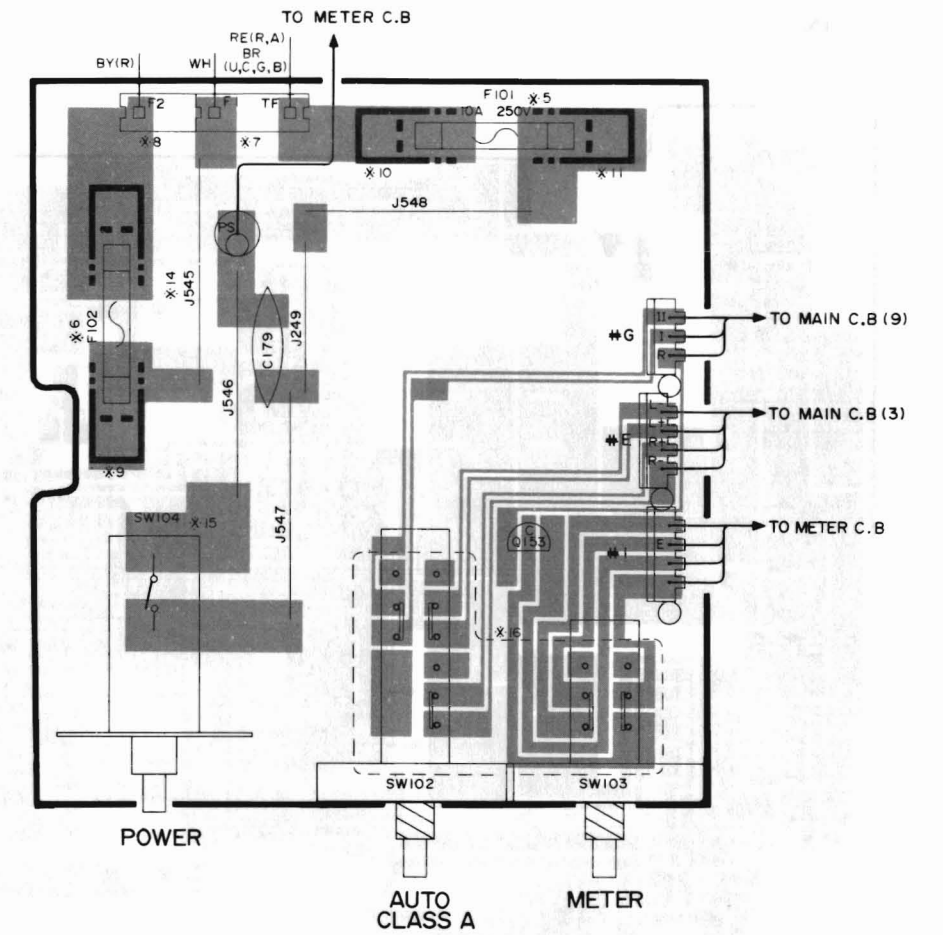 TO METER C.B
RE(R,A)
BR
(U,C,G,B)
BY(R)
WH
F2
F1
TF
F101
※5
10A 250V
※8
※7
※10
※11
J548
PS
※14
J545
※6
F102
C179
J249
J546
#G
II
I
R
TO MAIN C.B (9)
TO MAIN C.B (3)
#E
L
R+
R-
※9
SW104
※15
J547
C
Q153
E
#1
TO METER C.B
※16
SW102
SW103
POWER
AUTO
CLASS A
METER